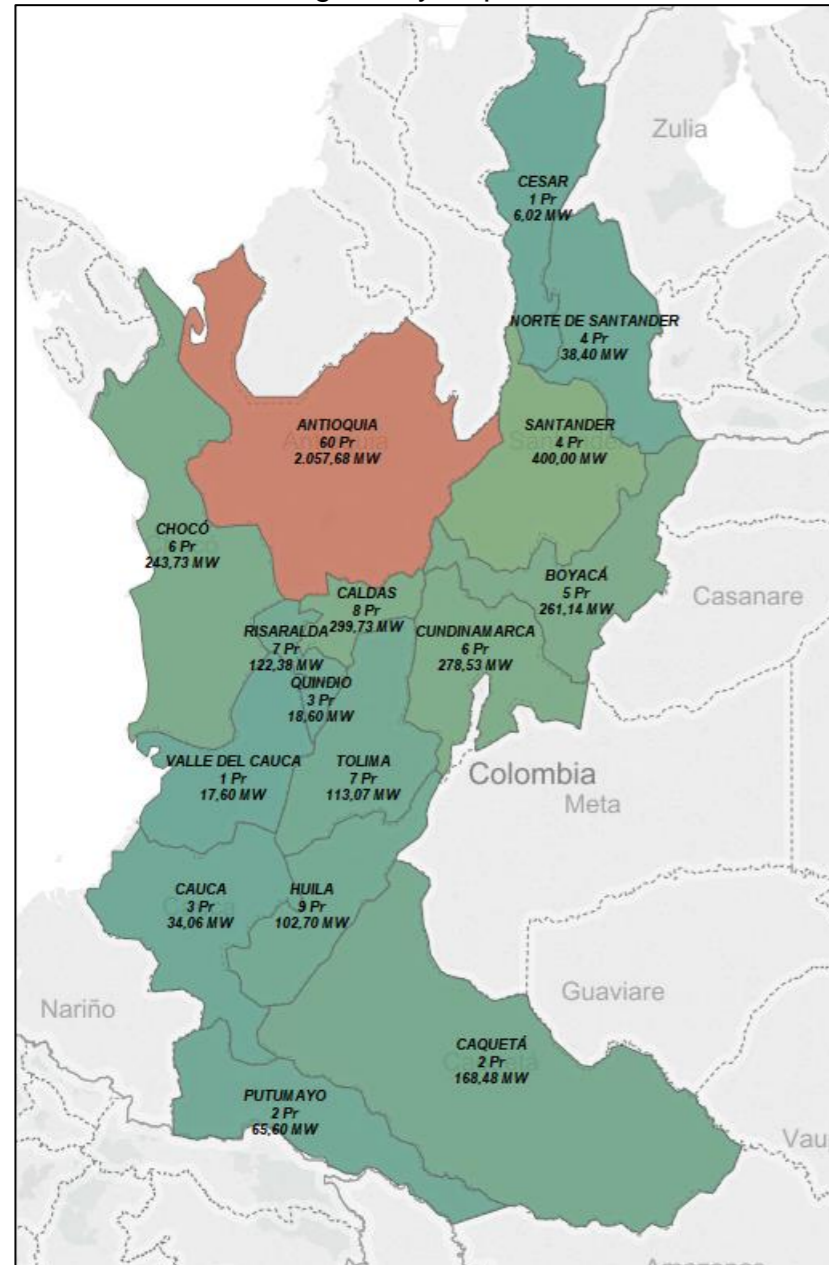 Zulia
CESAR
1 Pr
6,02 MW
NORTE DE SANTANDER
4 Pr
38,40 MW
ANTIOQUIA
60 Pr
2.057,68 MW
SANTANDER
4 Pr
400,00 MW
CHOCÓ
6 Pr
243,73 MW
BOYACÁ
5 Pr
261,14 MW
Casanare
CALDAS
8 Pr
299,73 MW
CUNDINAMARCA
6 Pr
278,53 MW
RISARALDA
7 Pr
122,38 MW
QUINDIO
3 Pr
18,60 MW
VALLE DEL CAUCA
1 Pr
17,60 MW
TOLIMA
7 Pr
113,07 MW
Colombia
Meta
CAUCA
3 Pr
34,06 MW
HUILA
9 Pr
102,70 MW
Guaviare
Nariño
CAQUETÁ
2 Pr
168,48 MW
PUTUMAYO
2 Pr
65,60 MW
Vau